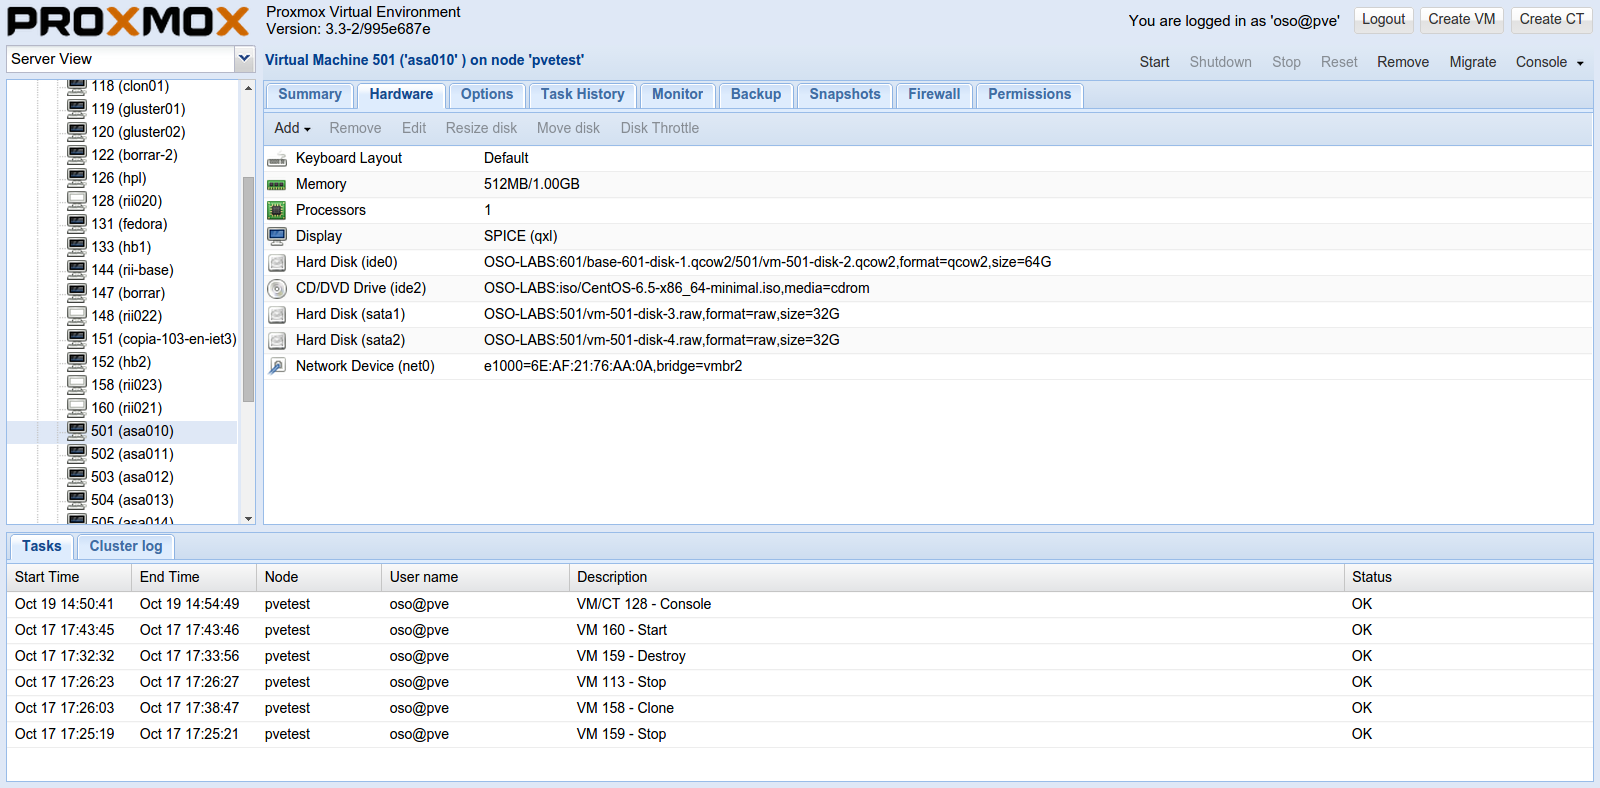 PROXMOX
Proxmox Virtual Environment
Version: 3.3-2/995e687e
You are logged in as 'oso@pve'
Logout
Create VM
Create CT
Server View
Virtual Machine 501 ('asa010' ) on node 'pvetest'
Start
Shutdown
Stop
Reset
Remove
Migrate
Console
118 (clon01)
119 (gluster01)
120 (gluster02)
122 (borrar-2)
126 (hpl)
128 (rii020)
131 (fedora)
133 (hb1)
144 (rii-base)
147 (borrar)
148 (rii022)
151 (copia-103-en-iet3)
152 (hb2)
158 (rii023)
160 (rii021)
501 (asa010)
502 (asa011)
503 (asa012)
504 (asa013)
505 (asa014)
Summary
Hardware
Options
Task History
Monitor
Backup
Snapshots
Firewall
Permissions
Add
Remove
Edit
Resize disk
Move disk
Disk Throttle
Keyboard Layout Default
Memory 512MB/1.00GB
Processors 1
Display SPICE (qxl)
Hard Disk (ide0) OSO-LABS:601/base-601-disk-1.qcow2/501/vm-501-disk-2.qcow2,format=qcow2,size=64G
CD/DVD Drive (ide2) OSO-LABS:iso/CentOS-6.5-x86_64-minimal.iso,media=cdrom
Hard Disk (sata1) OSO-LABS:501/vm-501-disk-3.raw,format=raw,size=32G
Hard Disk (sata2) OSO-LABS:501/vm-501-disk-4.raw,format=raw,size=32G
Network Device (net0) e1000=6E:AF:21:76:AA:0A,bridge=vmbr2
Tasks
Cluster log
Start Time End Time Node User name Description Status
Oct 19 14:50:41 Oct 19 14:54:49 pvetest oso@pve VM/CT 128 - Console OK
Oct 17 17:43:45 Oct 17 17:43:46 pvetest oso@pve VM 160 - Start OK
Oct 17 17:32:32 Oct 17 17:33:56 pvetest oso@pve VM 159 - Destroy OK
Oct 17 17:26:23 Oct 17 17:26:27 pvetest oso@pve VM 113 - Stop OK
Oct 17 17:26:03 Oct 17 17:38:47 pvetest oso@pve VM 158 - Clone OK
Oct 17 17:25:19 Oct 17 17:25:21 pvetest oso@pve VM 159 - Stop OK